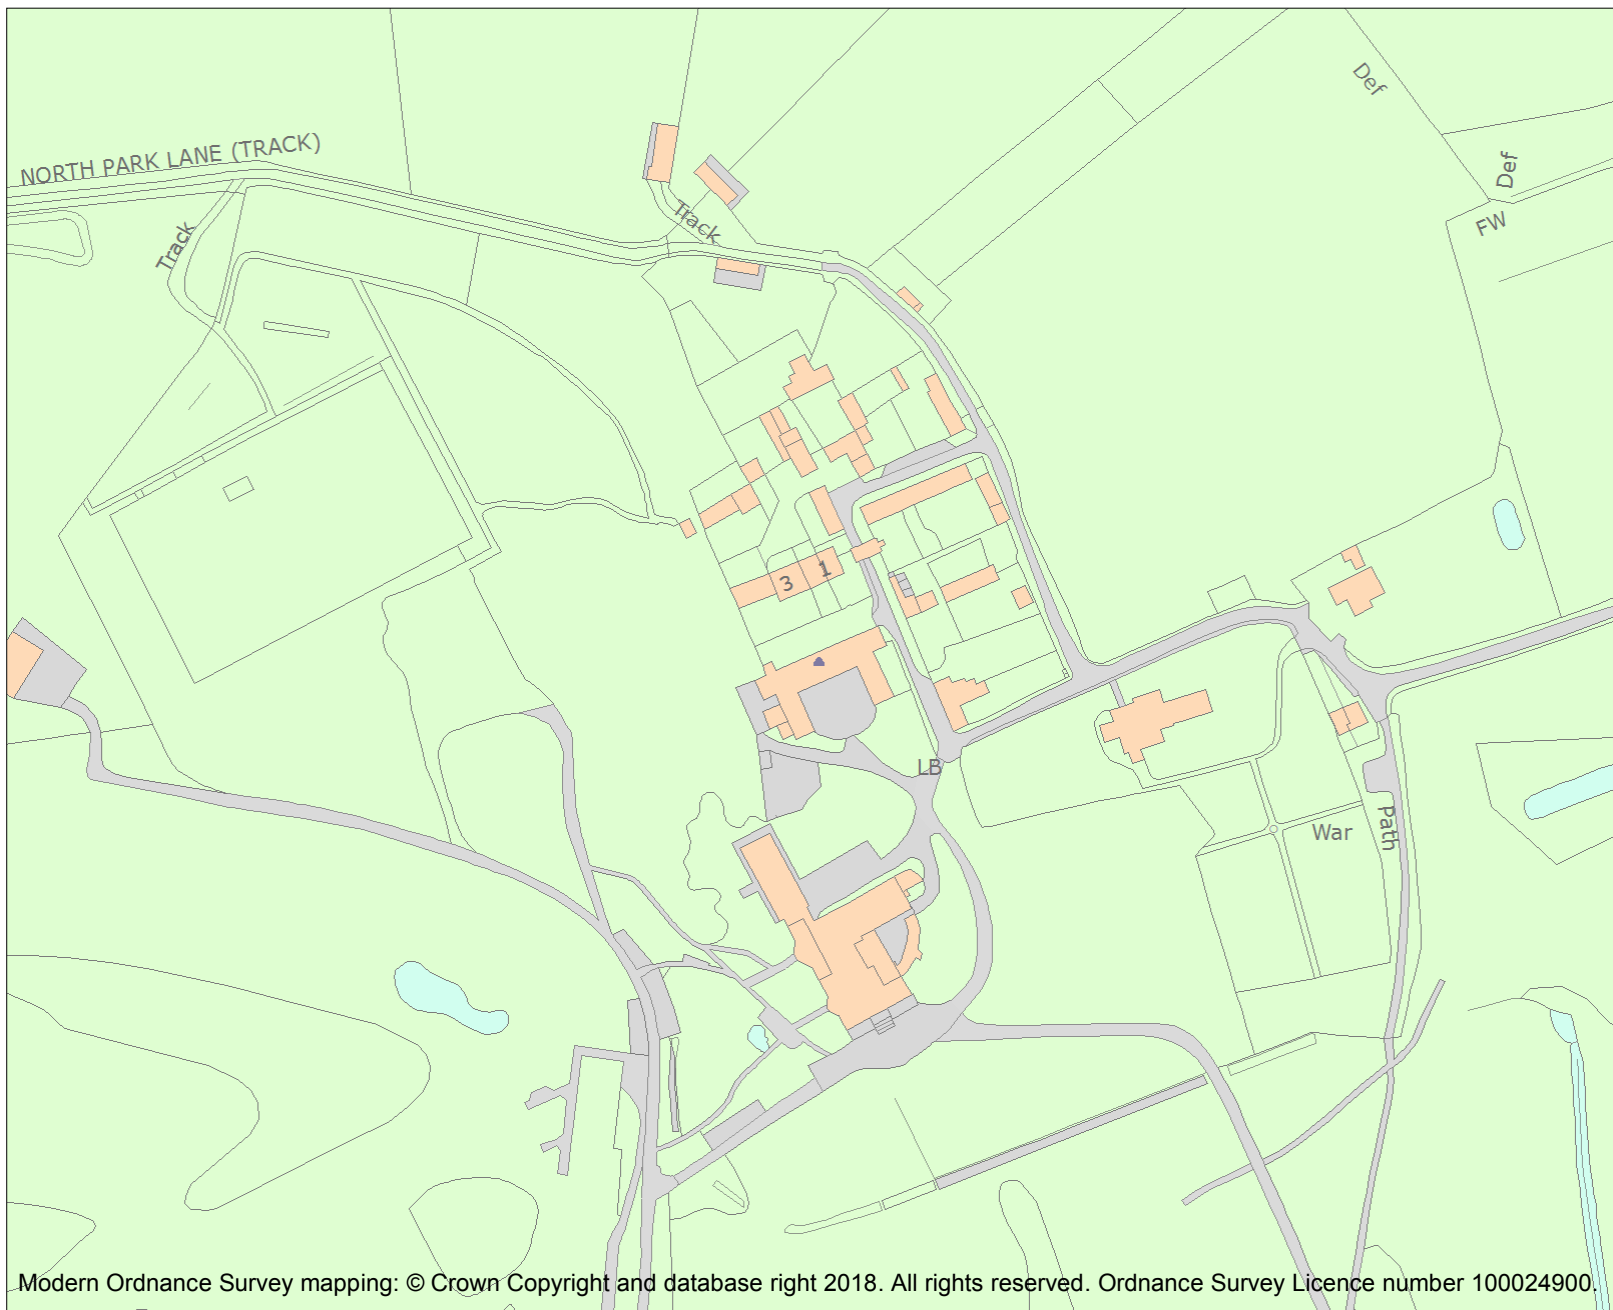 Def
NORTH PARK LANE (TRACK)
Def
Track
FW
Track
3
1
LB
War
Path
Modern Ordnance Survey mapping: © Crown Copyright and database right 2018. All rights reserved. Ordnance Survey Licence number 100024900.